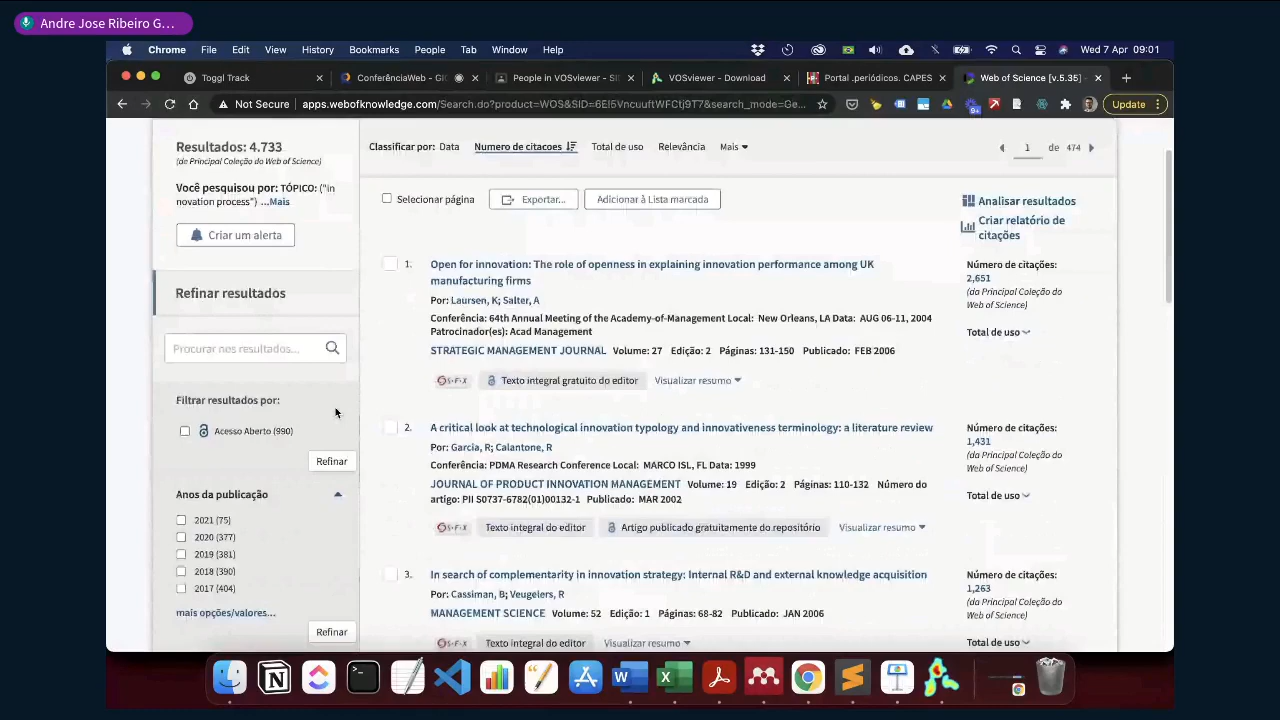 Andre Jose Ribeiro G...
Chrome File Edit View History Bookmarks People Tab Window Help Wed 7 Apr 09:01
Toggl Track × ConferênciaWeb - GI × People in VOSviewer - Sl × VOSviewer - Download × Portal .periódicos. CAPES × Web of Science [v.5.35] × +
Not Secure apps.webofknowledge.com/Search.do?product=WOS&SID=6EI5VncuuftWFCtj9T7&search_mode=Ge... Update
Resultados: 4.733
(de Principal Coleção do Web of Science)
Você pesquisou por: TÓPICO: ("in
novation process") ...Mais
Criar um alerta
Refinar resultados
Procurar nos resultados...
Filtrar resultados por:
Acesso Aberto (990)
Refinar
Anos da publicação
2021 (75)
2020 (377)
2019 (381)
2018 (390)
2017 (404)
mais opções/valores...
Refinar
Classificar por: Data Numero de citacoes Total de uso Relevância Mais
1 de 474
Selecionar página Exportar... Adicionar à Lista marcada
Analisar resultados
Criar relatório de
citações
1. Open for innovation: The role of openness in explaining innovation performance among UK
manufacturing firms
Por: Laursen, K; Salter, A
Conferência: 64th Annual Meeting of the Academy-of-Management Local: New Orleans, LA Data: AUG 06-11, 2004
Patrocinador(es): Acad Management
STRATEGIC MANAGEMENT JOURNAL Volume: 27 Edição: 2 Páginas: 131-150 Publicado: FEB 2006
S·F·X Texto integral gratuito do editor Visualizar resumo
Número de citações:
2,651
(da Principal Coleção do
Web of Science)
Total de uso
2. A critical look at technological innovation typology and innovativeness terminology: a literature review
Por: Garcia, R; Calantone, R
Conferência: PDMA Research Conference Local: MARCO ISL, FL Data: 1999
JOURNAL OF PRODUCT INNOVATION MANAGEMENT Volume: 19 Edição: 2 Páginas: 110-132 Número do
artigo: PII S0737-6782(01)00132-1 Publicado: MAR 2002
S·F·X Texto integral do editor Artigo publicado gratuitamente do repositório Visualizar resumo
Número de citações:
1,431
(da Principal Coleção do
Web of Science)
Total de uso
3. In search of complementarity in innovation strategy: Internal R&D and external knowledge acquisition
Por: Cassiman, B; Veugelers, R
MANAGEMENT SCIENCE Volume: 52 Edição: 1 Páginas: 68-82 Publicado: JAN 2006
S·F·X Texto integral do editor Visualizar resumo
Número de citações:
1,263
(da Principal Coleção do
Web of Science)
Total de uso